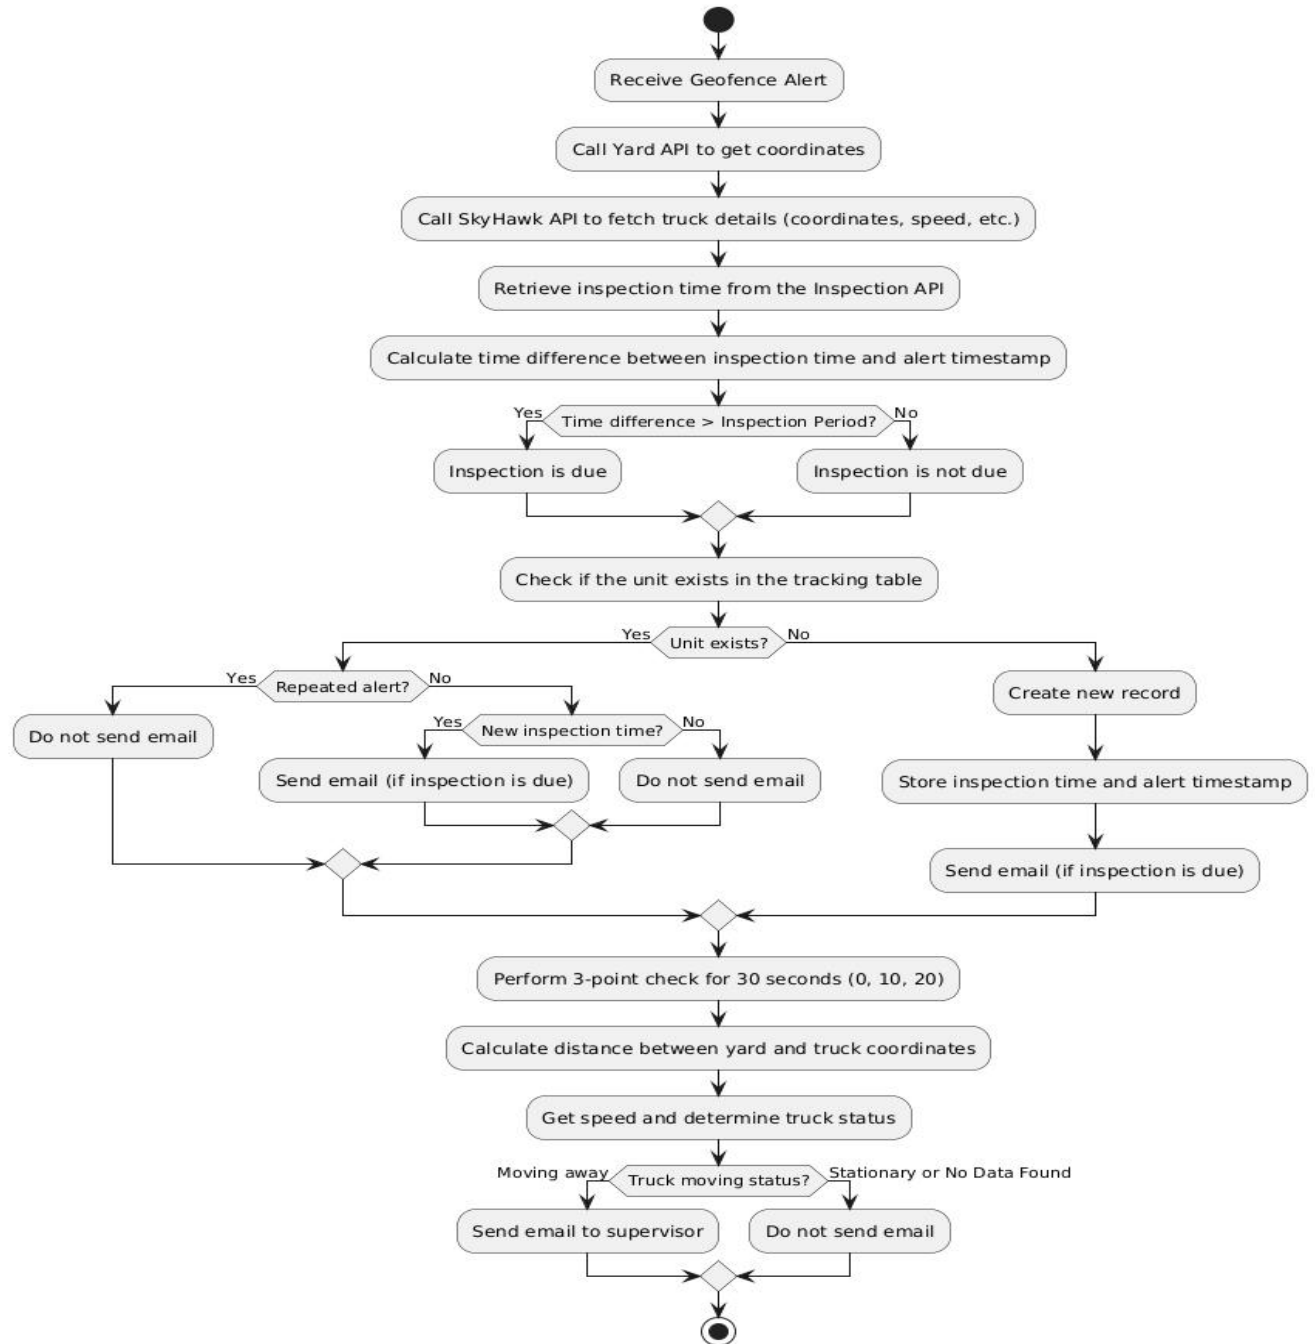 Receive Geofence Alert
Call Yard API to get coordinates
Call SkyHawk API to fetch truck details (coordinates, speed, etc.)
Retrieve inspection time from the Inspection API
Calculate time difference between inspection time and alert timestamp
Yes
Time difference > Inspection Period?
No
Inspection is due
Inspection is not due
Check if the unit exists in the tracking table
Yes
Unit exists?
No
Yes
Repeated alert?
No
Create new record
Do not send email
Yes
New inspection time?
No
Send email (if inspection is due)
Do not send email
Store inspection time and alert timestamp
Send email (if inspection is due)
Perform 3-point check for 30 seconds (0, 10, 20)
Calculate distance between yard and truck coordinates
Get speed and determine truck status
Moving away
Truck moving status?
Stationary or No Data Found
Send email to supervisor
Do not send email